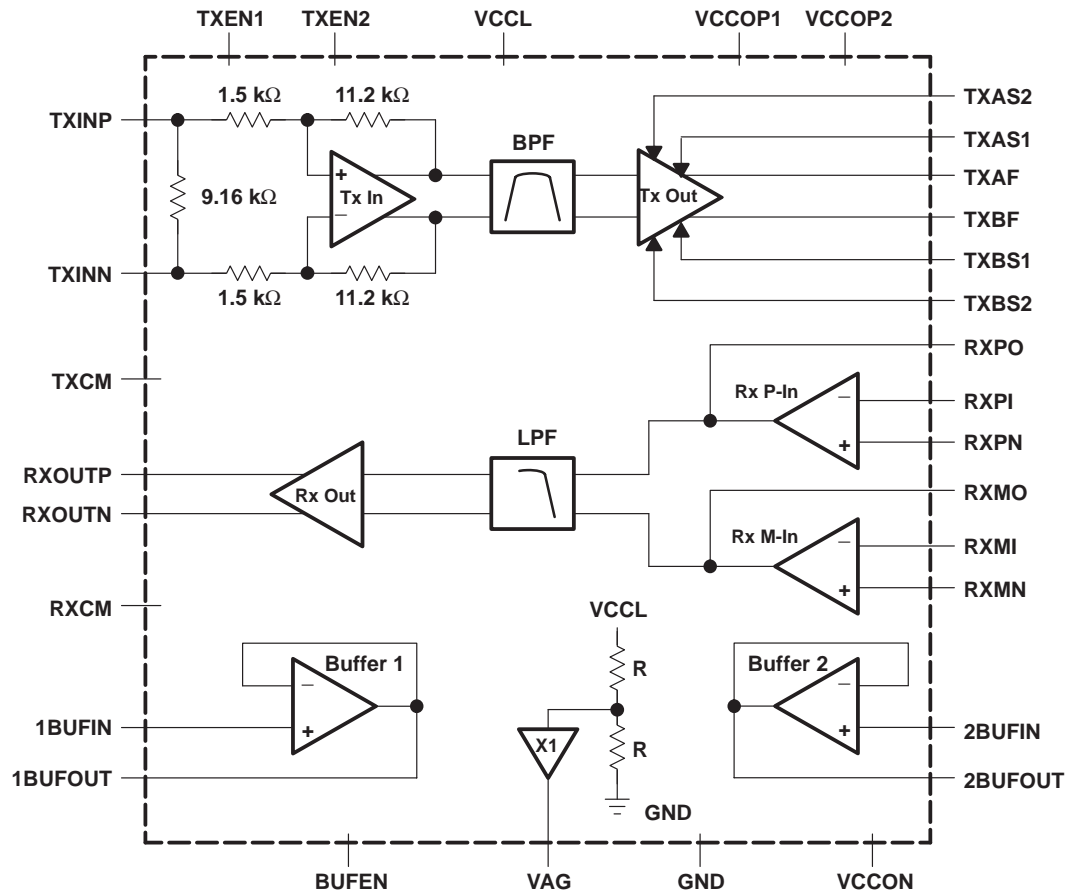 TXEN1 TXEN2 VCCL VCCOP1 VCCOP2
1.5 kΩ 11.2 kΩ
TXAS2
TXINP
TXAS1
BPF
+ Tx In −
Tx Out
TXAF
9.16 kΩ
TXBF
TXBS1
TXINN
1.5 kΩ 11.2 kΩ
TXBS2
RXPO
TXCM
Rx P-In
−
RXPI
LPF
+
RXPN
RXOUTP
Rx Out
RXMO
RXOUTN
Rx M-In
−
RXMI
+
RXMN
RXCM
VCCL
Buffer 1
R
Buffer 2
−
−
1BUFIN
+
X1
R
+
2BUFIN
1BUFOUT
2BUFOUT
GND
BUFEN VAG GND VCCON